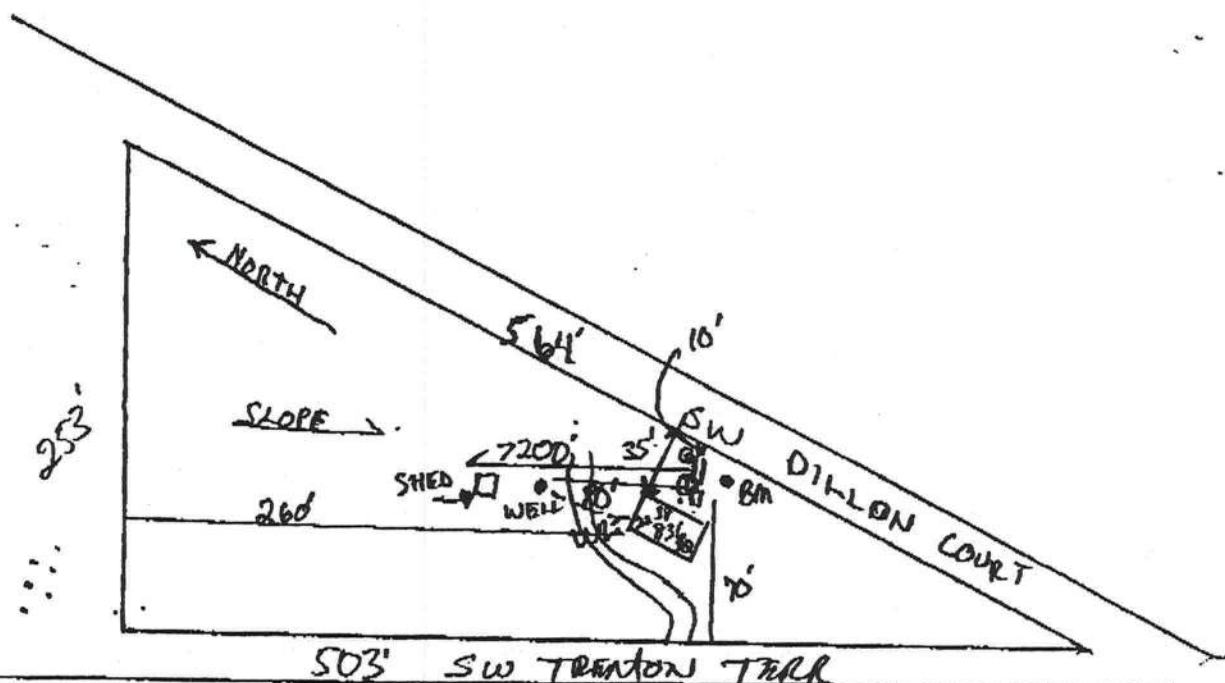 NORTH
564'
10'
253'
SLOPE
SW DILLON COURT
35'
SHED
WELL
80'
BM
260'
70'
503' SW TRENTON TERR